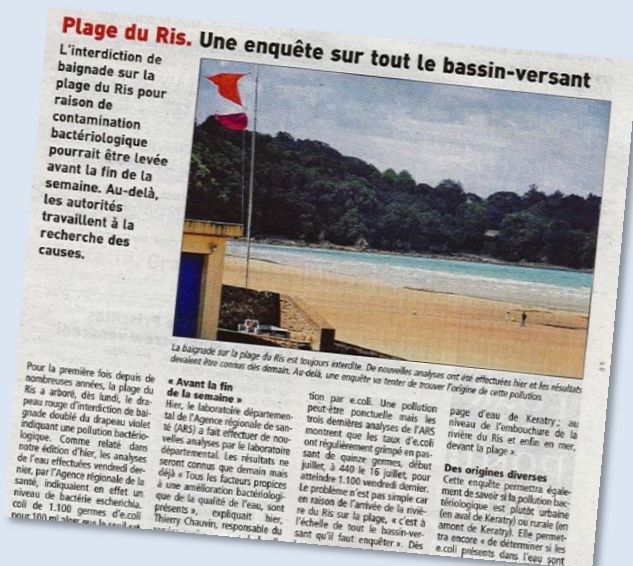 Plage du Ris. Une enquête sur tout le bassin-versant
L'interdiction de
baignade sur la
plage du Ris pour
raison de
contamination
bactériologique
pourrait être levée
avant la fin de la
semaine. Au-delà,
les autorités
travaillent à la
recherche des
causes.
La baignade sur la plage du Ris est toujours interdite. De nouvelles analyses ont été effectuées hier et les résultats
devaient être connus dès demain. Au-delà, une enquête va tenter de trouver l'origine de cette pollution.
Pour la première fois depuis de
nombreuses années, la plage du
Ris a arboré, dès lundi, le dra-
peau rouge d'interdiction de bai-
gnade doublé du drapeau violet
indiquant une pollution bactério-
logique. Comme relaté dans
notre édition d'hier, les analyses
de l'eau effectuées vendredi der-
nier, par l'Agence régionale de la
santé, indiquaient en effet un
niveau de bactérie escherichia
coli de 1.100 germes d'e.coli
pour 100 ml alors que le seuil est
« Avant la fin
de la semaine »
Hier, le laboratoire départemen-
tal de l'Agence régionale de san-
té (ARS) a fait effectuer de nou-
velles analyses par le laboratoire
départemental. Les résultats ne
seront connus que demain mais
déjà « Tous les facteurs propices
à une amélioration bactériologi-
que de la qualité de l'eau, sont
présents », expliquait hier,
Thierry Chauvin, responsable du
tion par e.coli. Une pollution
peut-être ponctuelle mais les
trois dernières analyses de l'ARS
montrent que les taux d'e.coli
ont régulièrement grimpé en pas-
sant de quinze germes, début
juillet, à 440 le 16 juillet, pour
atteindre 1.100 vendredi dernier.
Le problème n'est pas simple car
en raison de l'arrivée de la riviè-
re du Ris sur la plage, « c'est à
l'échelle de tout le bassin-ver-
sant qu'il faut enquêter ». Dès
page d'eau de Keratry ; au
niveau de l'embouchure de la
rivière du Ris et enfin en mer,
devant la plage ».
Des origines diverses
Cette enquête permettra égale-
ment de savoir si la pollution bac-
tériologique est plutôt urbaine
(en aval de Keratry) ou rurale (en
amont de Keratry). Elle permet-
tra encore « de déterminer si les
e.coli présents dans l'eau sont